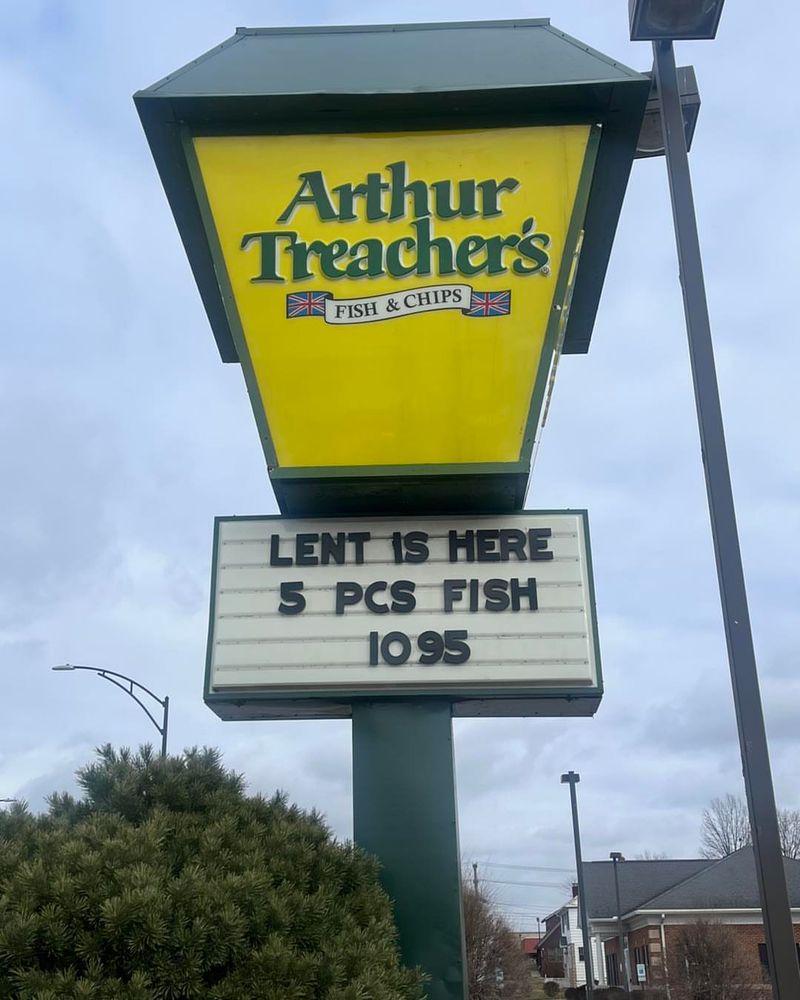 Arthur
Treacher's
FISH & CHIPS
LENT IS HERE
5 PCS FISH
1095